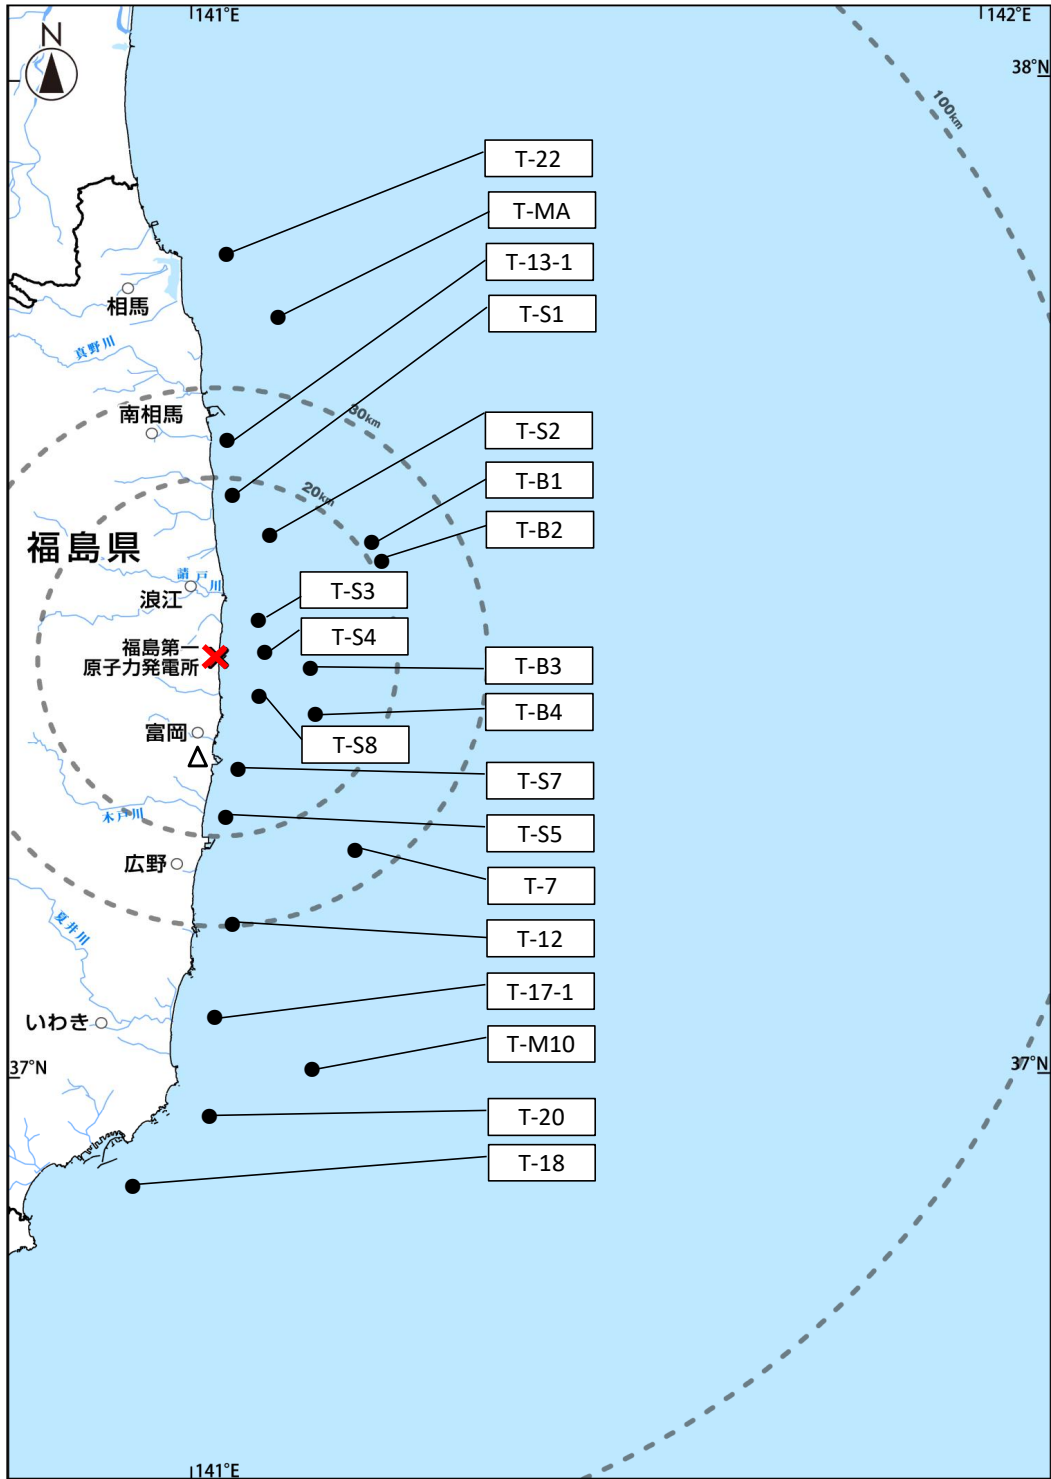 141°E
142°E
N
38°N
100km
T-22
T-MA
T-13-1
相馬
T-S1
真野川
30km
南相馬
T-S2
T-B1
20km
T-B2
福島県
請戸川
浪江
T-S3
T-S4
福島第一
原子力発電所
T-B3
T-B4
富岡
T-S8
T-S7
木戸川
T-S5
広野
T-7
夏井川
T-12
T-17-1
いわき
T-M10
37°N
37°N
T-20
T-18
141°E